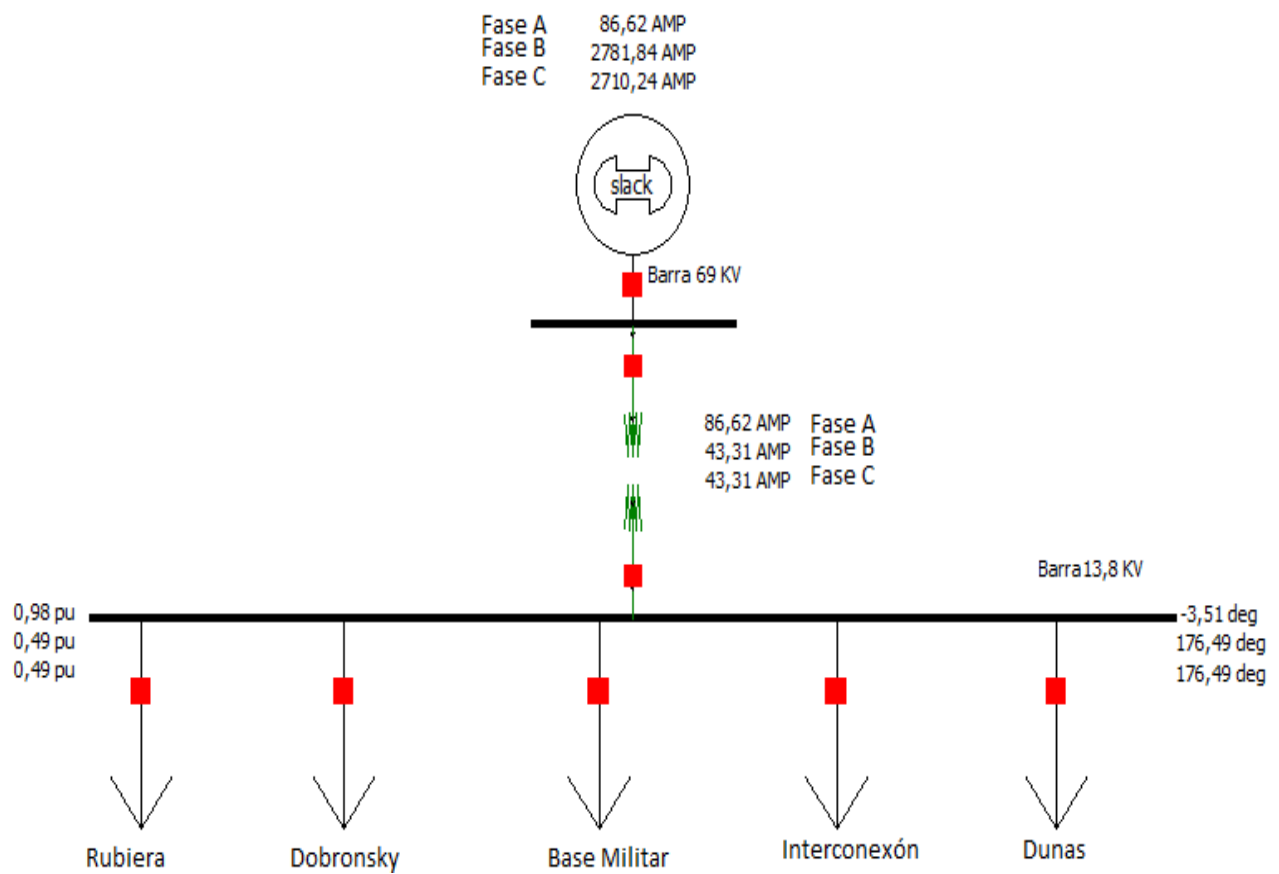 Fase A 86,62 AMP
Fase B 2781,84 AMP
Fase C 2710,24 AMP
slack
Barra 69 KV
86,62 AMP Fase A
43,31 AMP Fase B
43,31 AMP Fase C
Barra 13,8 KV
0,98 pu -3,51 deg
0,49 pu 176,49 deg
0,49 pu 176,49 deg
Rubiera Dobronsky Base Militar Interconexón Dunas